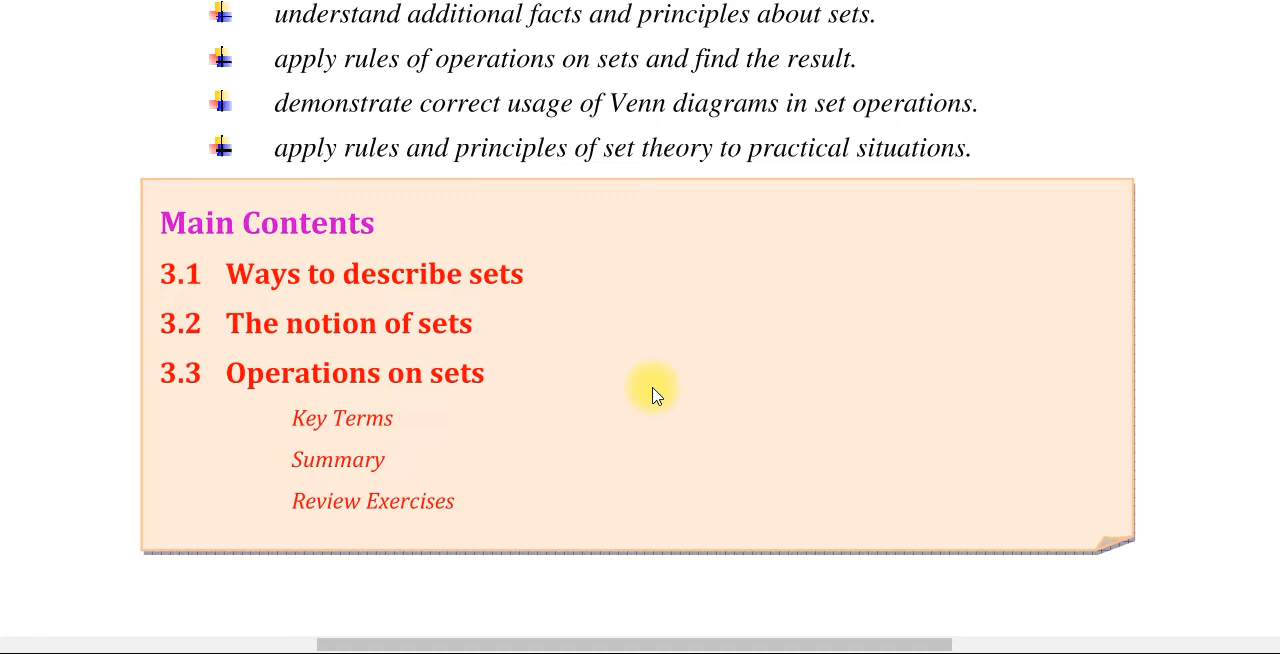 understand additional facts and principles about sets.
apply rules of operations on sets and find the result.
demonstrate correct usage of Venn diagrams in set operations.
apply rules and principles of set theory to practical situations.
Main Contents
3.1 Ways to describe sets
3.2 The notion of sets
3.3 Operations on sets
Key Terms
Summary
Review Exercises